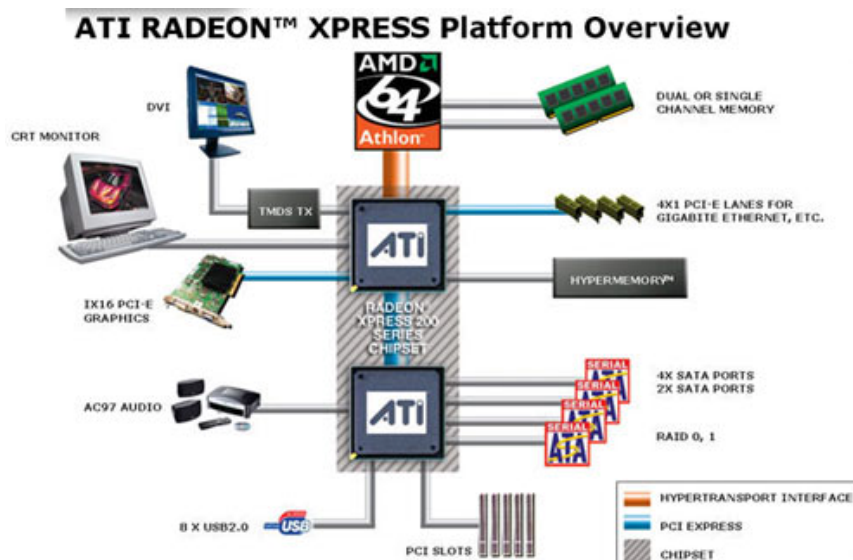 ATI RADEON™ XPRESS Platform Overview
AMD
64
Athlon™
DVI
DUAL OR SINGLE
CHANNEL MEMORY
CRT MONITOR
TMDS TX
ATI
4X1 PCI-E LANES FOR
GIGABITE ETHERNET, ETC.
HYPERMEMORY™
IX16 PCI-E
GRAPHICS
RADEON®
XPRESS 200
SERIES
CHIPSET
AC97 AUDIO
ATI
SERIAL
SERIAL
SERIAL
SERIAL
ATA
4X SATA PORTS
2X SATA PORTS
RAID 0, 1
8 X USB2.0
USB
PCI SLOTS
HYPERTRANSPORT INTERFACE
PCI EXPRESS
CHIPSET